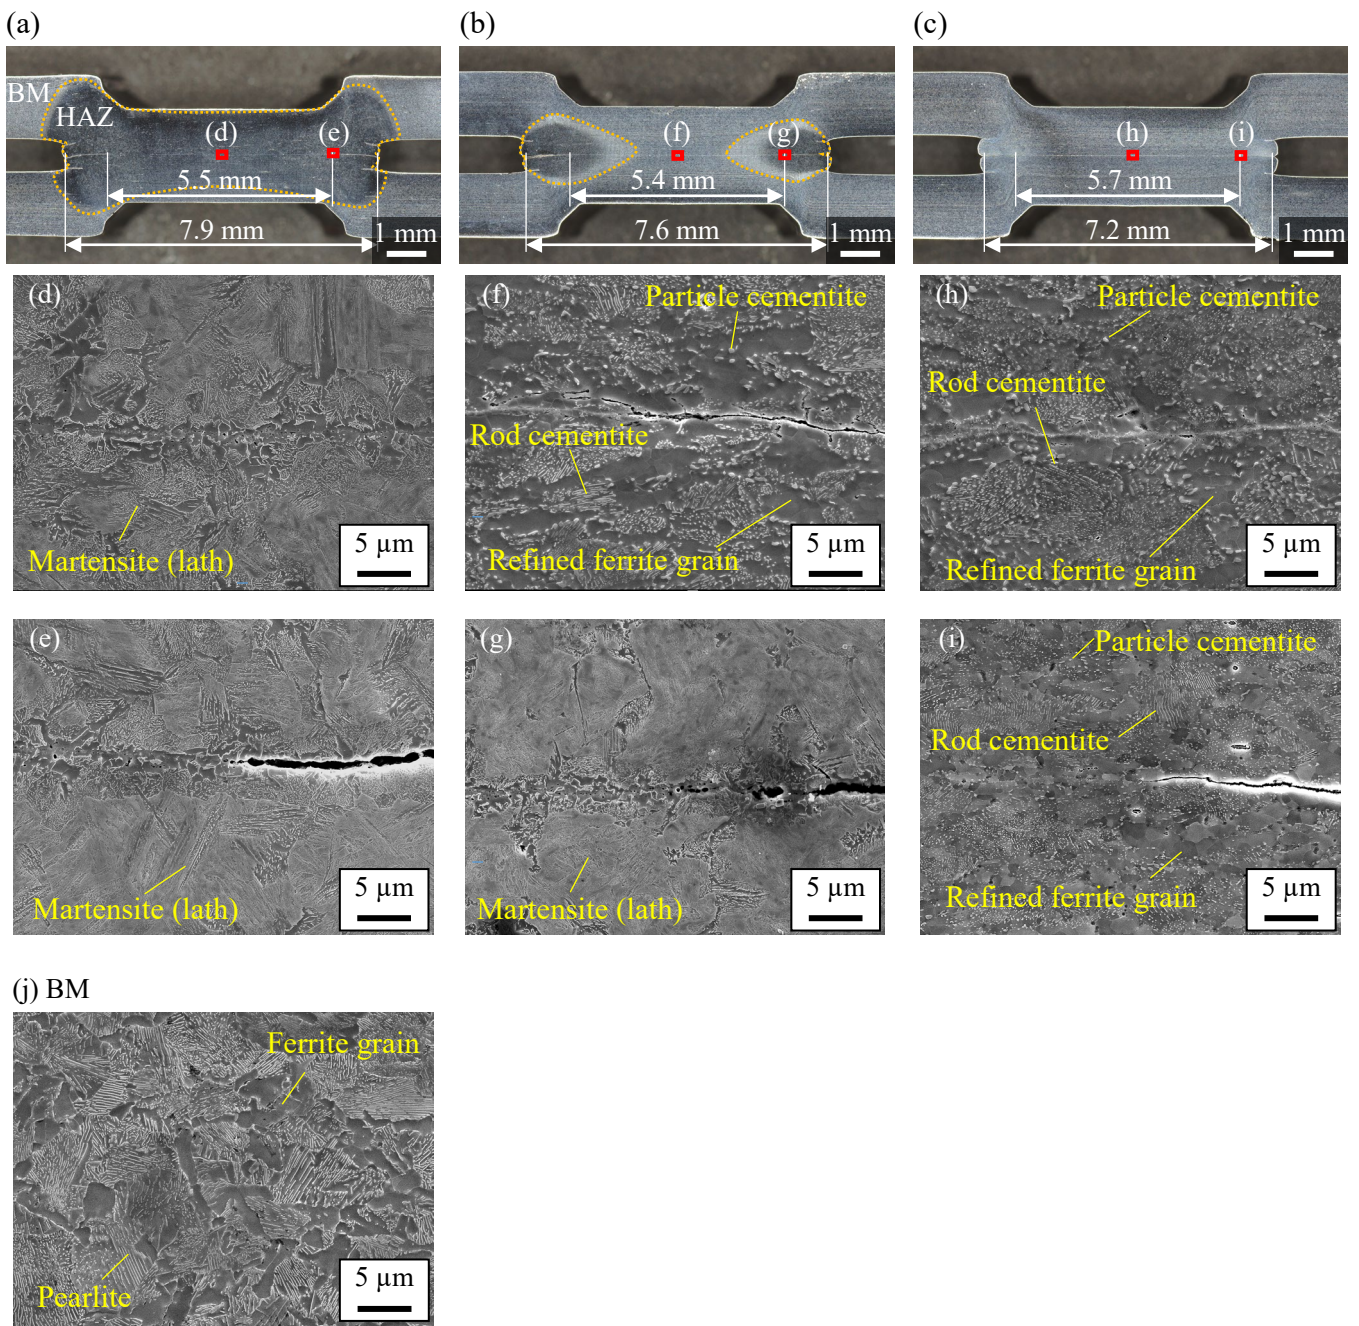 (a)
(b)
(c)
BM
HAZ
(d)
(e)
5.5 mm
7.9 mm
1 mm
(f)
(g)
5.4 mm
7.6 mm
1 mm
(h)
(i)
5.7 mm
7.2 mm
1 mm
(d)
Martensite (lath)
5 µm
(f)
Particle cementite
Rod cementite
Refined ferrite grain
5 µm
(h)
Particle cementite
Rod cementite
Refined ferrite grain
5 µm
(e)
Martensite (lath)
5 µm
(g)
Martensite (lath)
5 µm
(i)
Particle cementite
Rod cementite
Refined ferrite grain
5 µm
(j) BM
Ferrite grain
Pearlite
5 µm